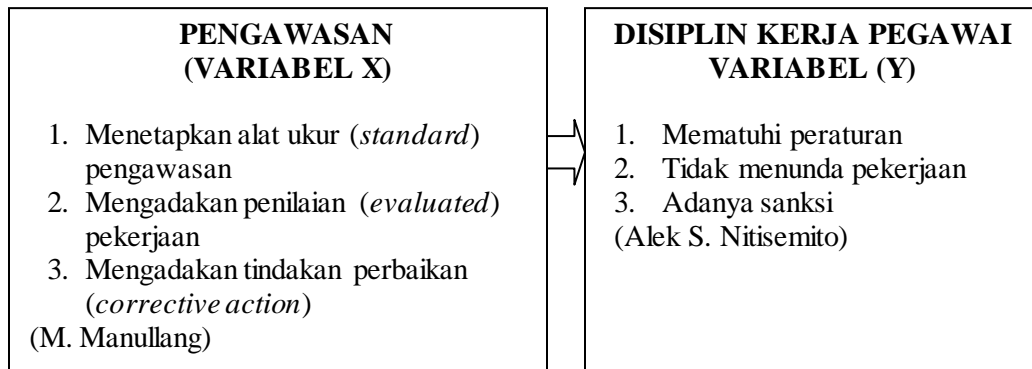 PENGAWASAN
(VARIABEL X)
1. Menetapkan alat ukur (standard)
pengawasan
2. Mengadakan penilaian (evaluated)
pekerjaan
3. Mengadakan tindakan perbaikan
(corrective action)
(M. Manullang)
DISIPLIN KERJA PEGAWAI
VARIABEL (Y)
1. Mematuhi peraturan
2. Tidak menunda pekerjaan
3. Adanya sanksi
(Alek S. Nitisemito)